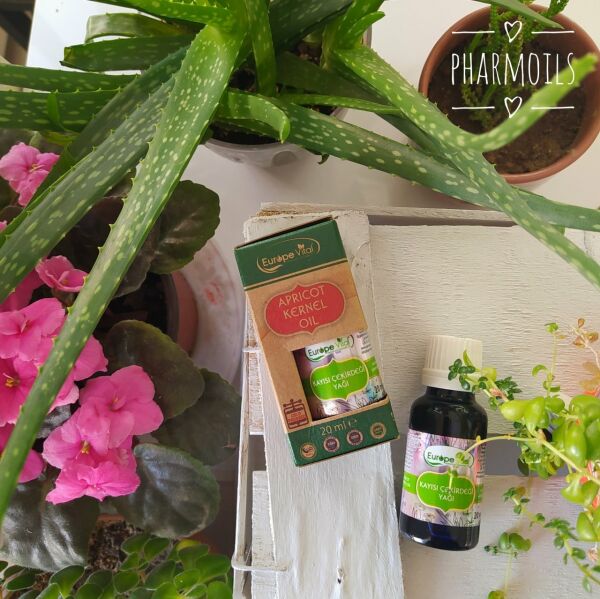 PHARMOILS
Europe Vital
APRICOT
KERNEL
OIL
Europe Vital
KAYISI ÇEKİRDEĞİ
YAĞI
20 ml e
Europe Vital
KAYISI ÇEKİRDEĞİ
YAĞI